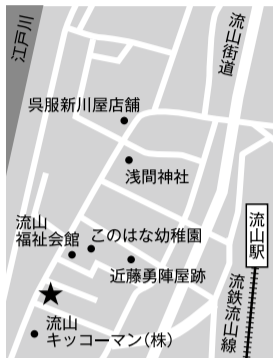 江戸川
流山街道
呉服新川屋店舗
浅間神社
流山
福祉会館
このはな幼稚園
近藤勇陣屋跡
流山駅
流鉄流山線
流山
キッコーマン(株)